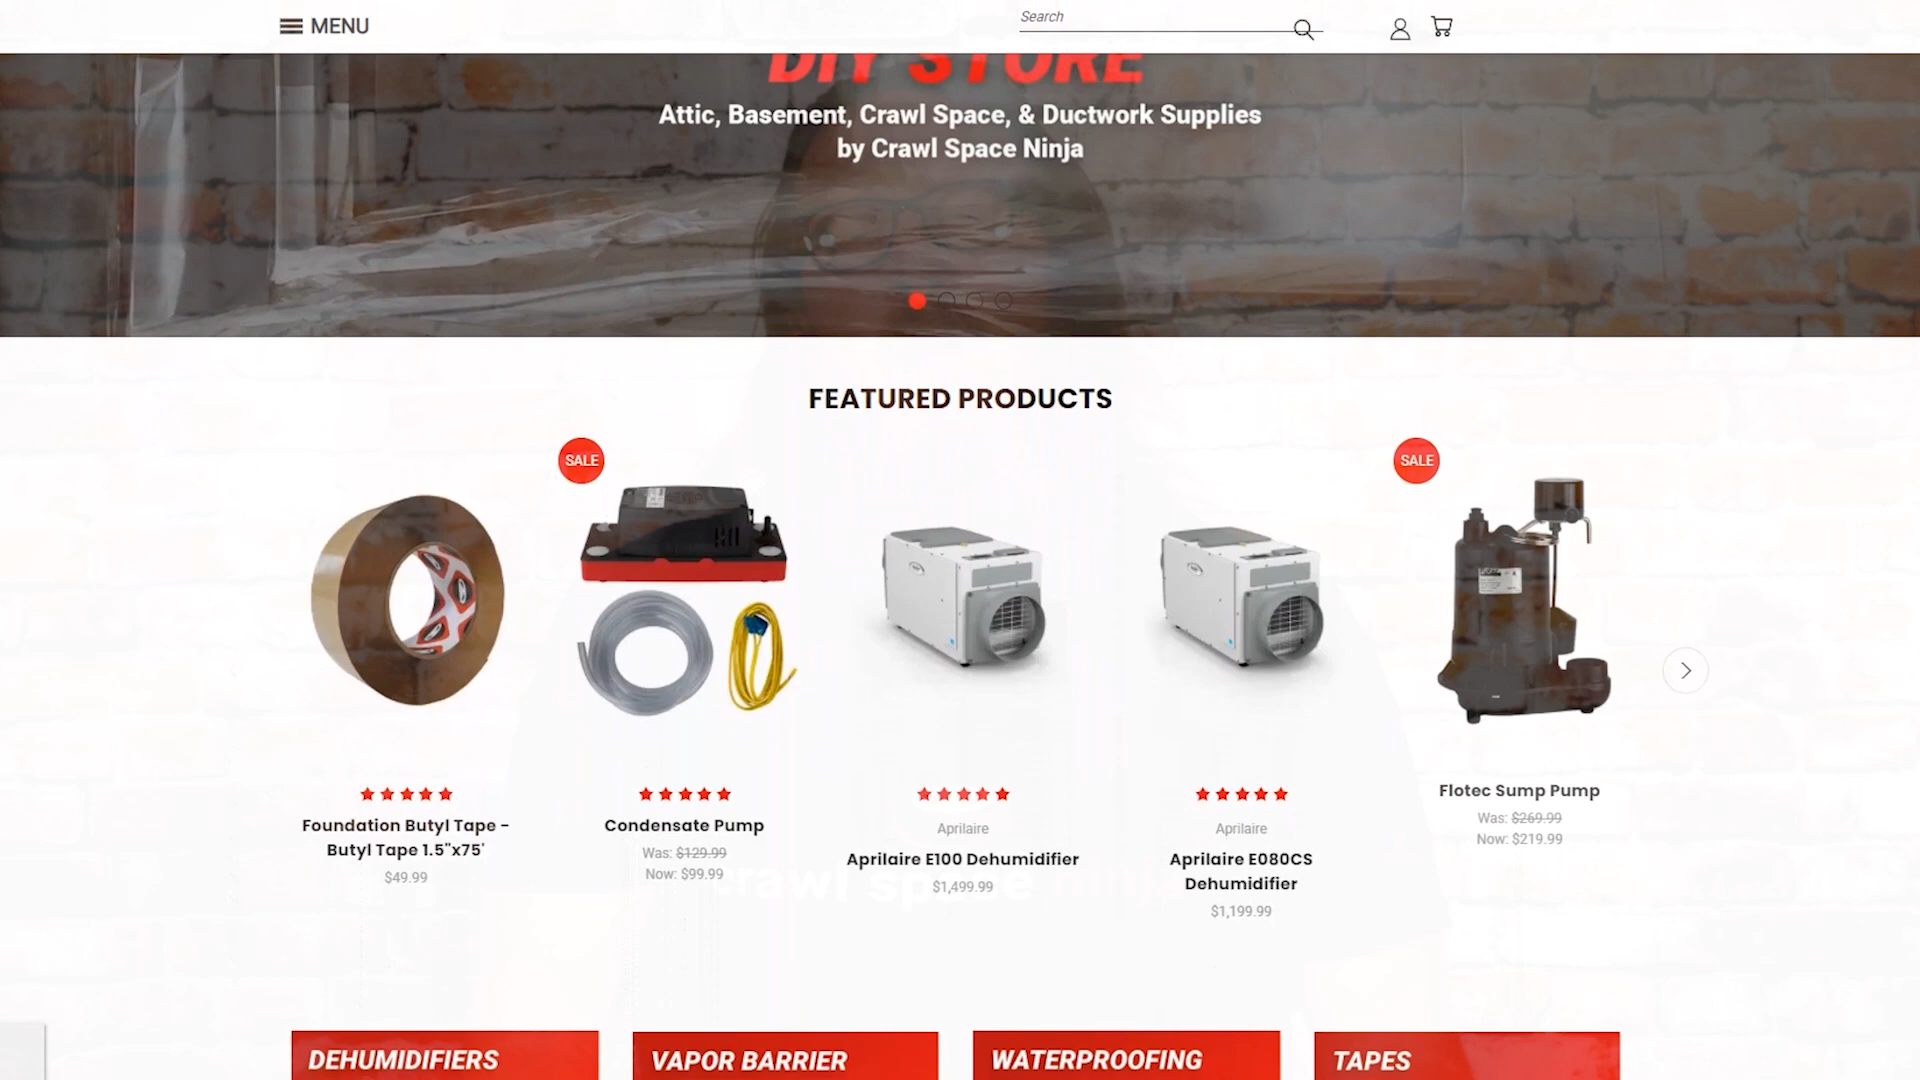 MENU
Search
DIY STORE
Attic, Basement, Crawl Space, & Ductwork Supplies
by Crawl Space Ninja
FEATURED PRODUCTS
SALE
SALE
Foundation Butyl Tape -
Butyl Tape 1.5"x75'
$49.99
Condensate Pump
Was: $129.99
Now: $99.99
Aprilaire
Aprilaire E100 Dehumidifier
$1,499.99
Aprilaire
Aprilaire E080CS
Dehumidifier
$1,199.99
Flotec Sump Pump
Was: $269.99
Now: $219.99
crawl space ninja
DEHUMIDIFIERS
VAPOR BARRIER
WATERPROOFING
TAPES